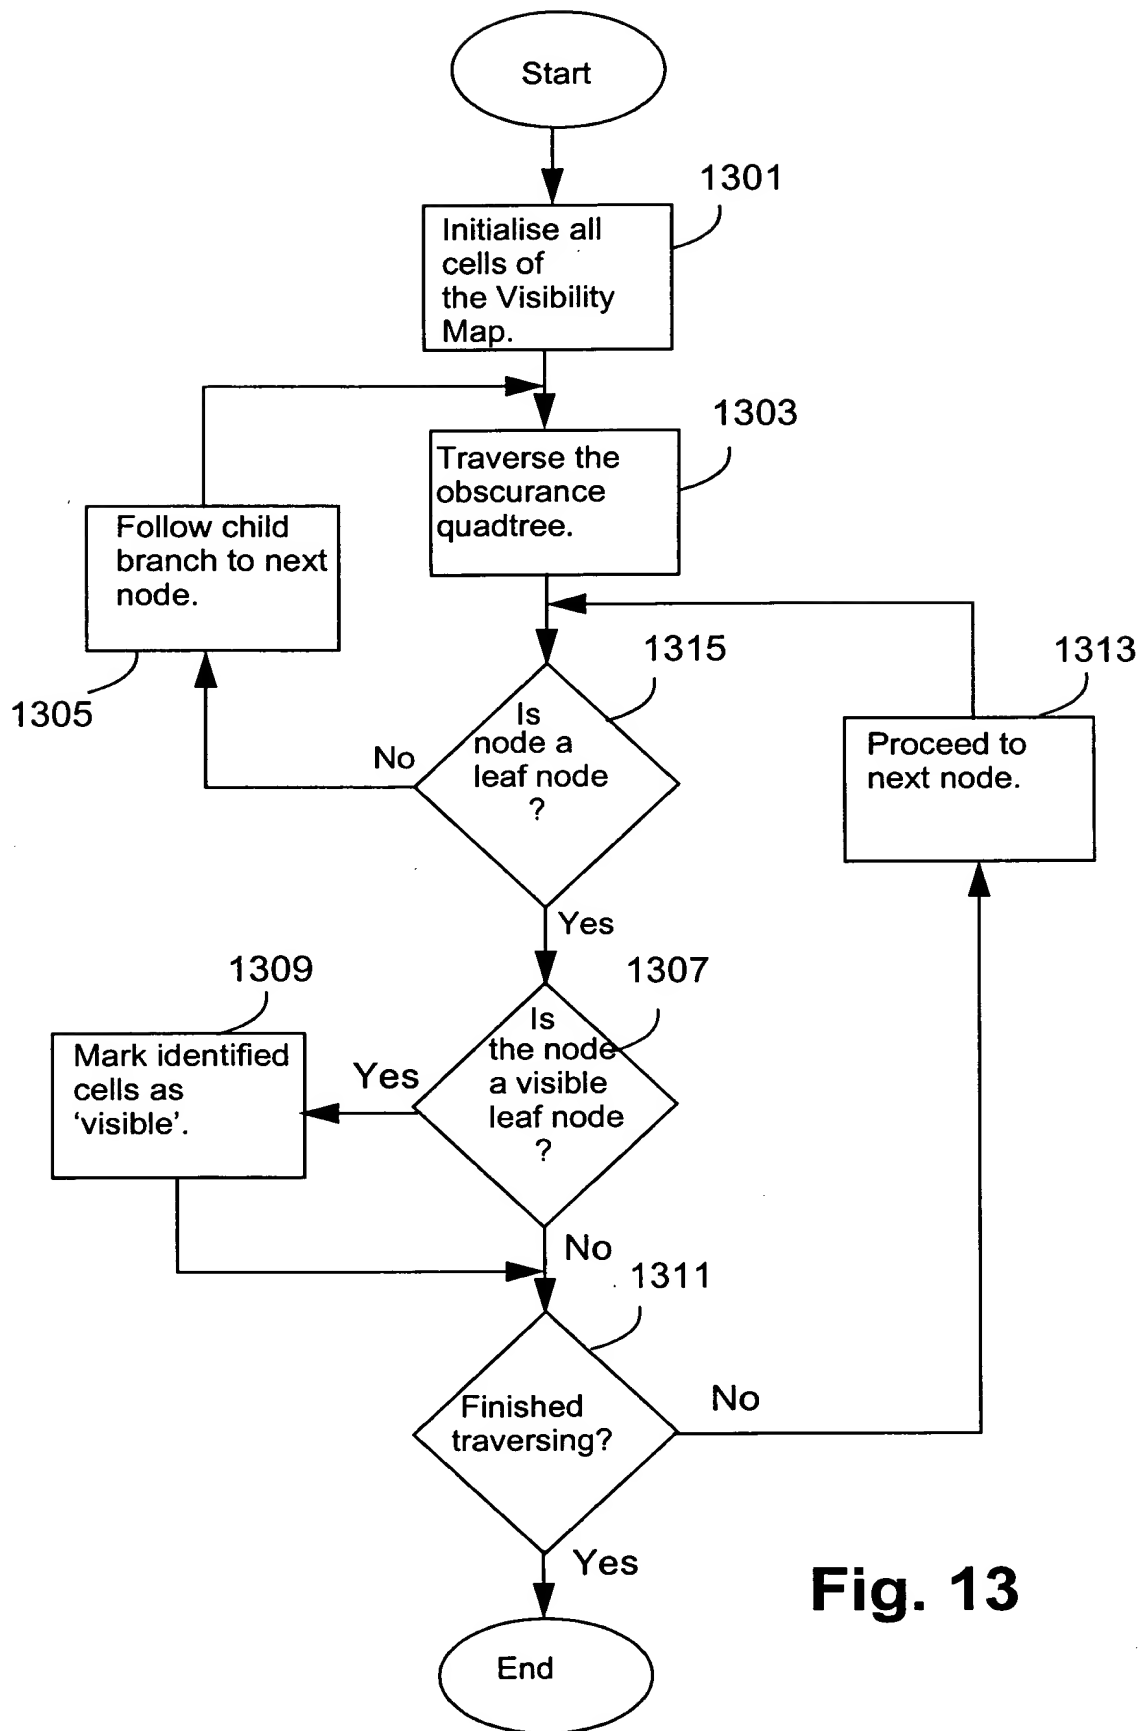 Start
1301
Initialise all
cells of
the Visibility
Map.
1303
Traverse the
obscurance
quadtree.
Follow child
branch to next
node.
1305
1315
Is
node a
leaf node
?
No
1313
Proceed to
next node.
Yes
1309
1307
Is
the node
a visible
leaf node
?
Yes
Mark identified
cells as
‘visible’.
No
1311
Finished
traversing?
No
Yes
Fig. 13
End